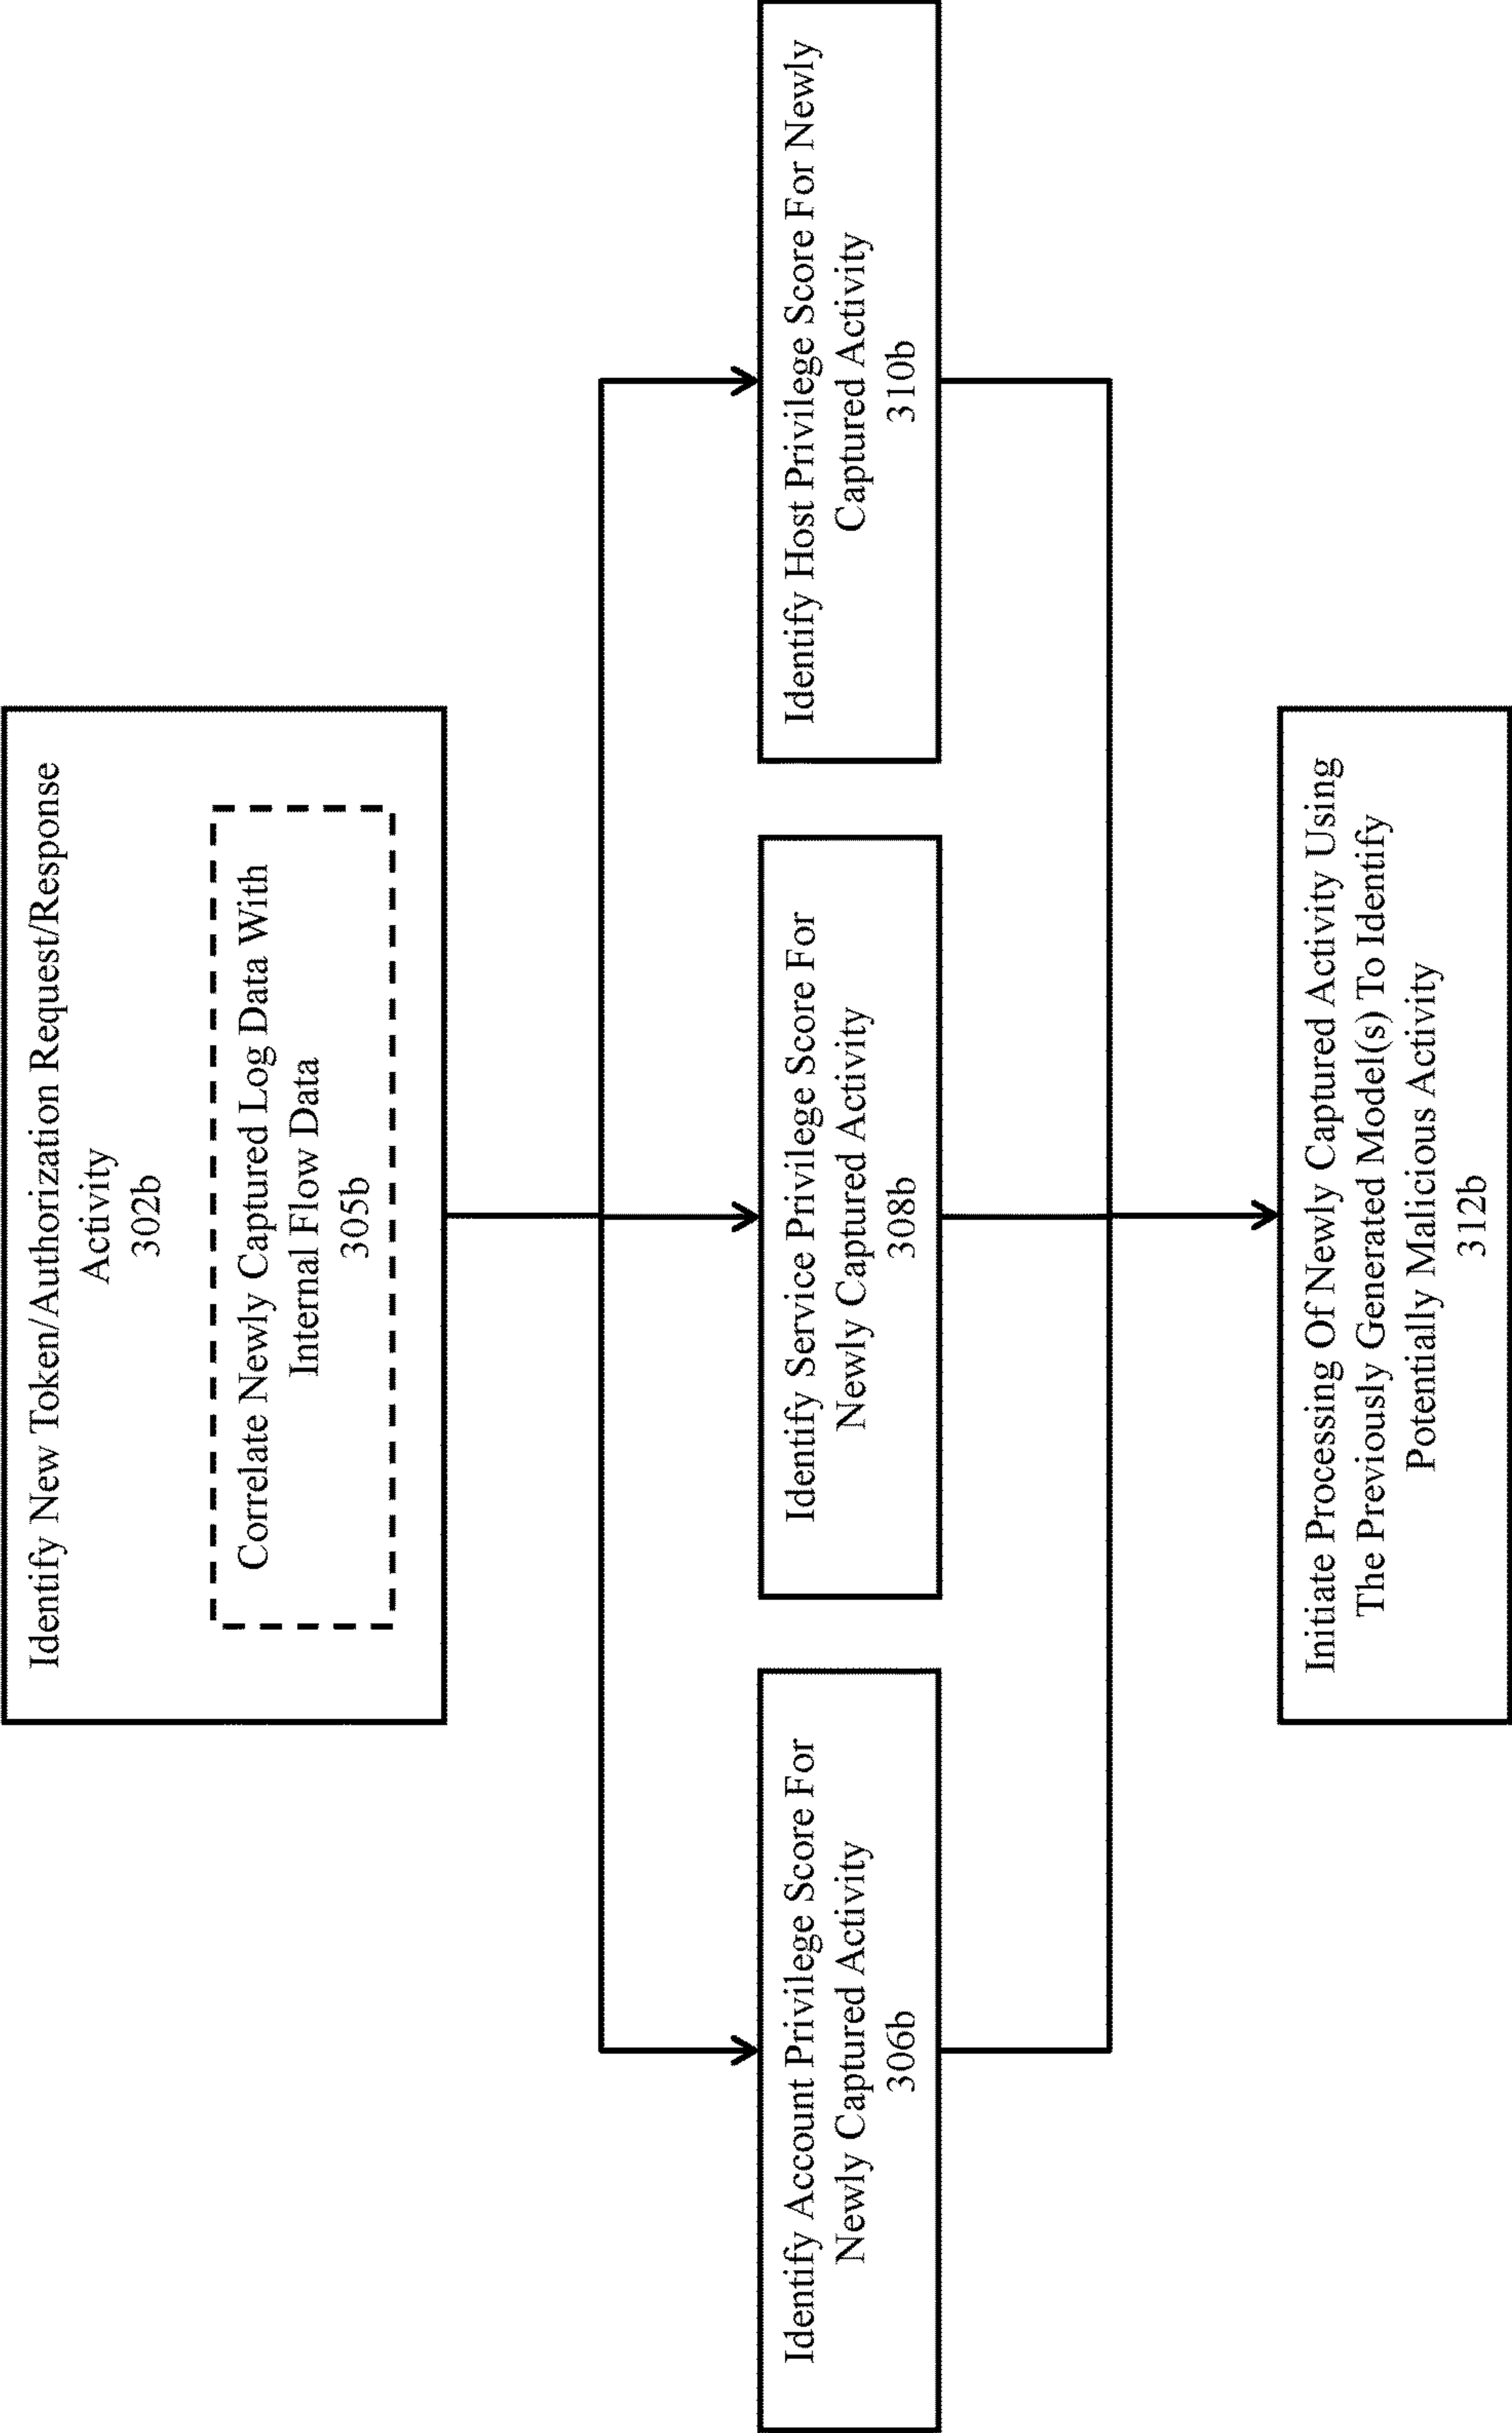 Identify New Token/Authorization Request/Response
Activity
302b
Correlate Newly Captured Log Data With
Internal Flow Data
305b
Identify Account Privilege Score For
Newly Captured Activity
306b
Identify Service Privilege Score For
Newly Captured Activity
308b
Identify Host Privilege Score For Newly
Captured Activity
310b
Initiate Processing Of Newly Captured Activity Using
The Previously Generated Model(s) To Identify
Potentially Malicious Activity
312b